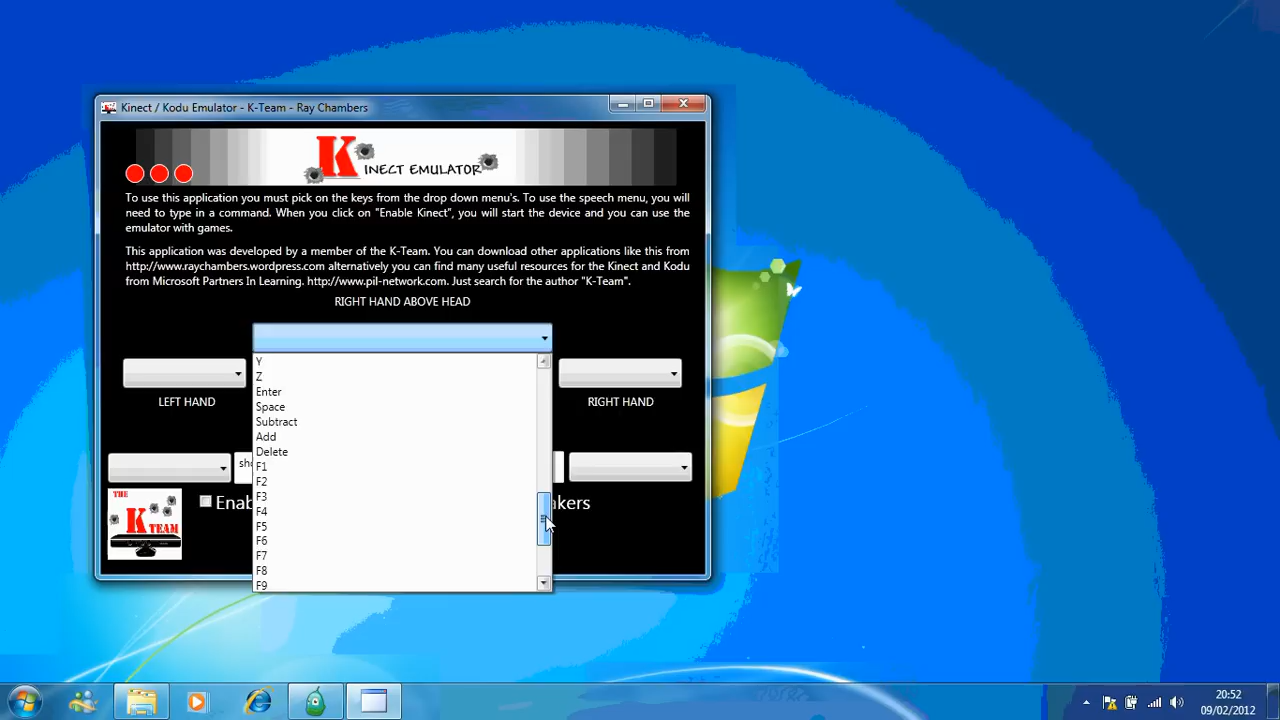 Kinect / Kodu Emulator - K-Team - Ray Chambers
KINECT EMULATOR
To use this application you must pick on the keys from the drop down menu's. To use the speech menu, you will
need to type in a command. When you click on "Enable Kinect", you will start the device and you can use the
emulator with games.
This application was developed by a member of the K-Team. You can download other applications like this from
http://www.raychambers.wordpress.com alternatively you can find many useful resources for the Kinect and Kodu
from Microsoft Partners In Learning. http://www.pil-network.com. Just search for the author "K-Team".
RIGHT HAND ABOVE HEAD
LEFT HAND
RIGHT HAND
Y
Z
Enter
Space
Subtract
Add
Delete
F1
F2
F3
F4
F5
F6
F7
F8
F9
THE
K TEAM
20:52
09/02/2012